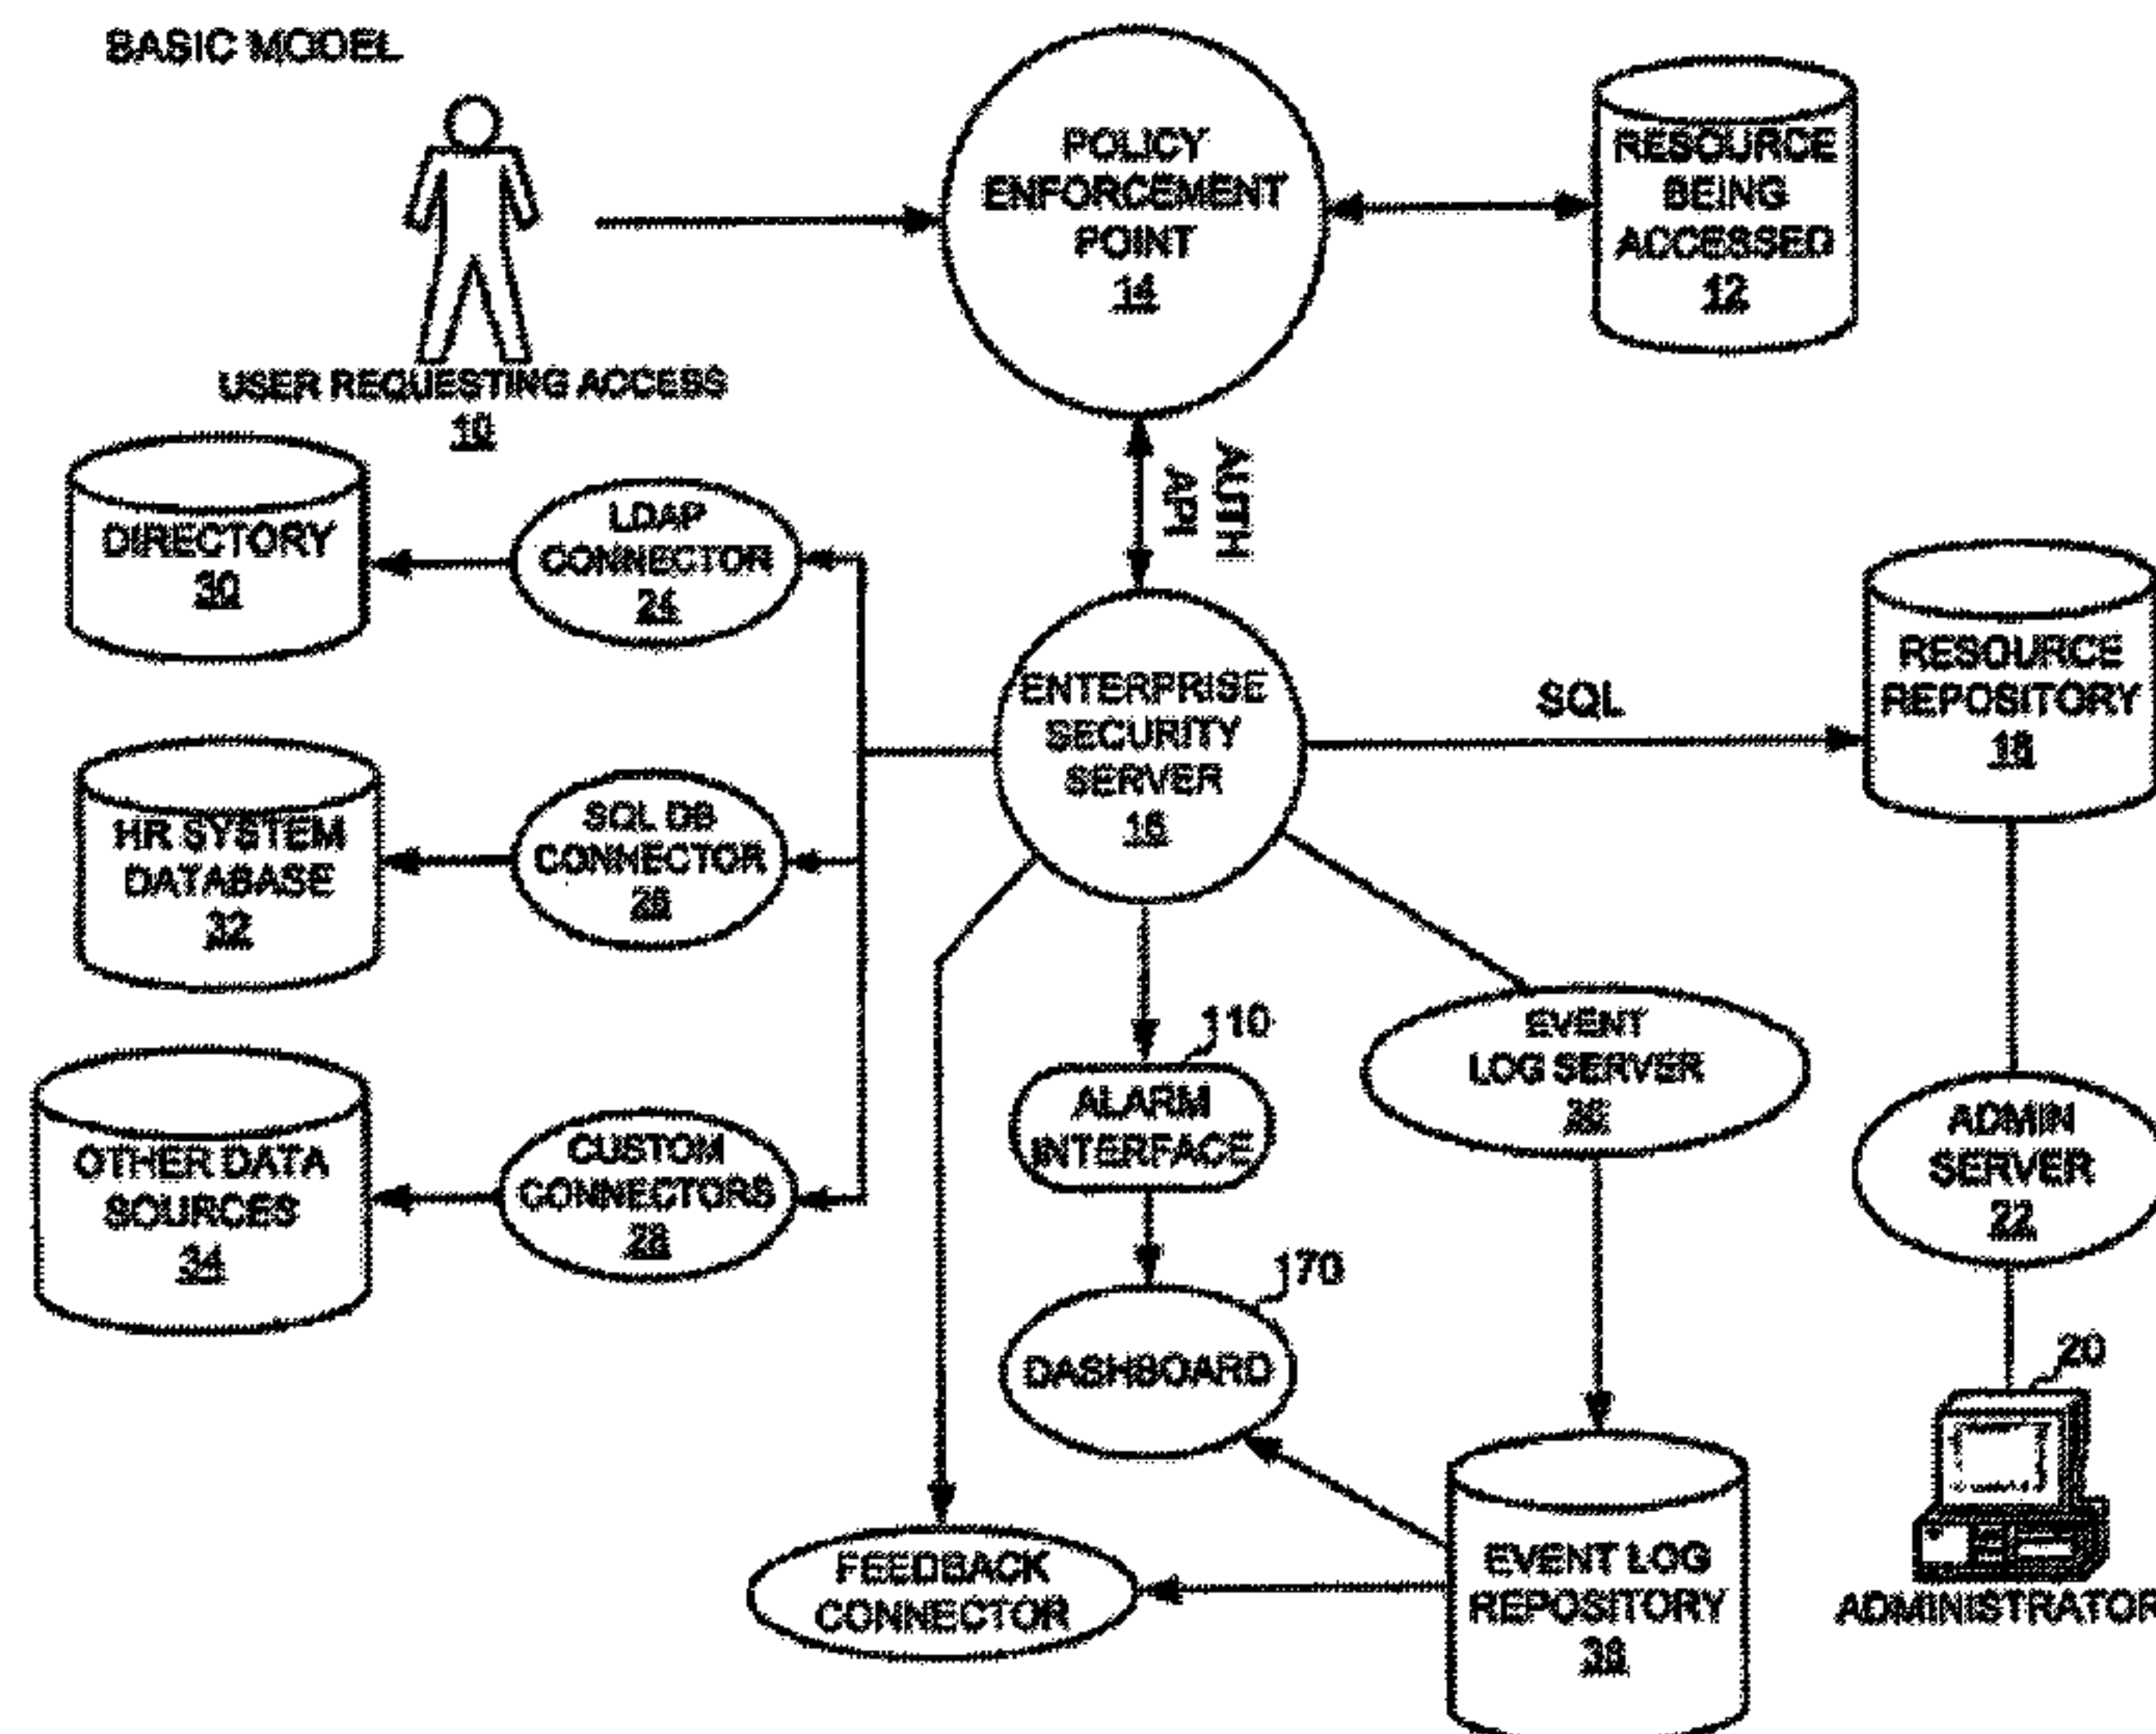 BASIC MODEL
POLICY
ENFORCEMENT
POINT
14
RESOURCE
BEING
ACCESSED
12
USER REQUESTING ACCESS
10
AUTH
API
DIRECTORY
30
LDAP
CONNECTOR
24
ENTERPRISE
SECURITY
SERVER
16
SQL
RESOURCE
REPOSITORY
18
HR SYSTEM
DATABASE
32
SQL DB
CONNECTOR
26
110
ALARM
INTERFACE
EVENT
LOG SERVER
36
ADMIN
SERVER
22
OTHER DATA
SOURCES
34
CUSTOM
CONNECTORS
28
170
DASHBOARD
20
ADMINISTRATOR
FEEDBACK
CONNECTOR
EVENT LOG
REPOSITORY
38